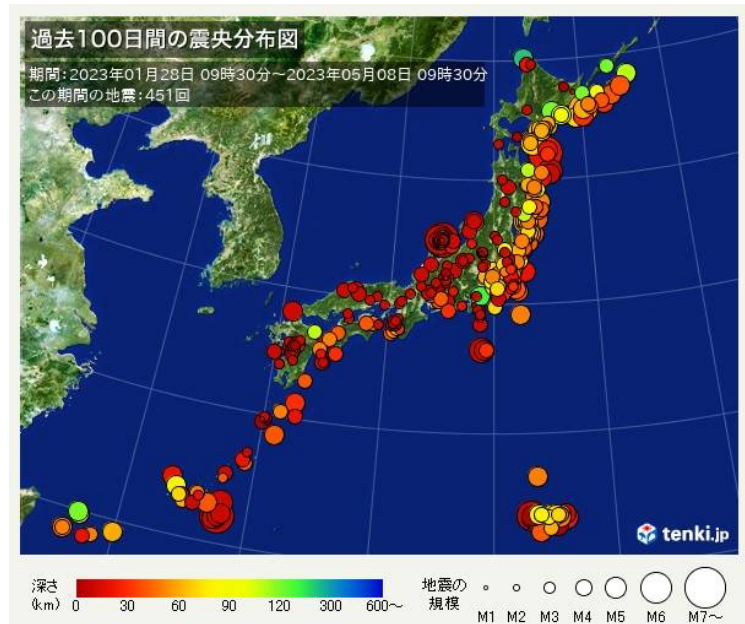 過去100日間の震央分布図
期間:2023年01月28日 09時30分～2023年05月08日 09時30分
この期間の地震:451回
tenki.jp
深さ
(km)
0 30 60 90 120 300 600～
地震の
規模
M1 M2 M3 M4 M5 M6 M7～